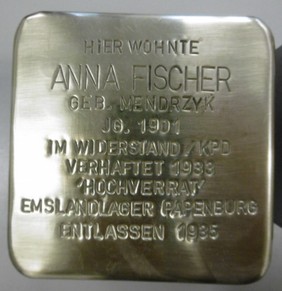 HIER WOHNTE
ANNA FISCHER
GEB. MENDRZYK
JG. 1901
IM WIDERSTAND/KPD
VERHAFTET 1933
'HOCHVERRAT'
EMSLANDLAGER PAPENBURG
ENTLASSEN 1935